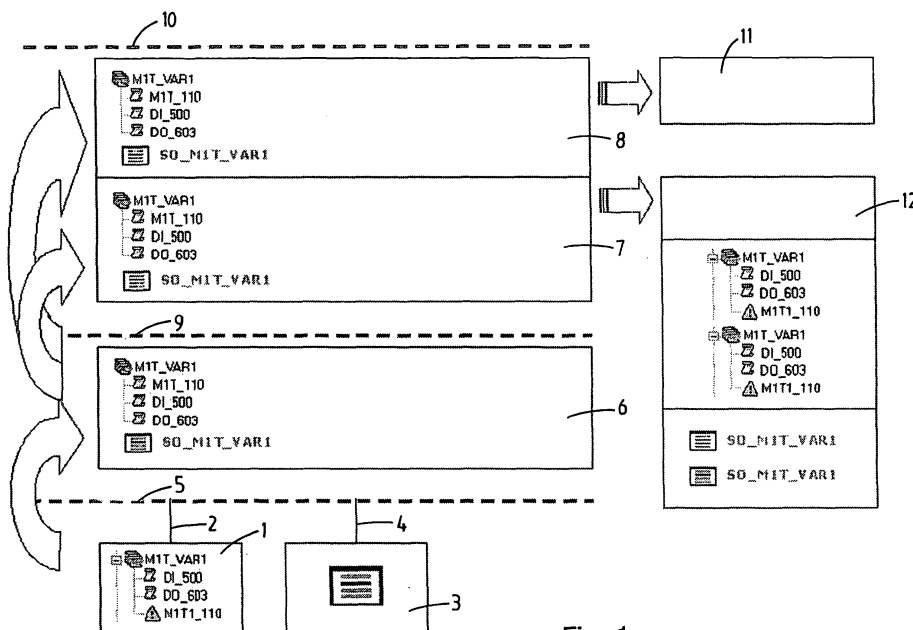 10
11
M1T_VAR1
M1T_110
DI_500
DO_603
SO_M1T_VAR1
8
M1T_VAR1
M1T_110
DI_500
DO_603
SO_M1T_VAR1
7
12
M1T_VAR1
DI_500
DO_603
M1T1_110
M1T_VAR1
DI_500
DO_603
M1T1_110
SO_M1T_VAR1
SO_M1T_VAR1
9
M1T_VAR1
M1T_110
DI_500
DO_603
SO_M1T_VAR1
6
5
2
1
4
M1T_VAR1
DI_500
DO_603
M1T1_110
3